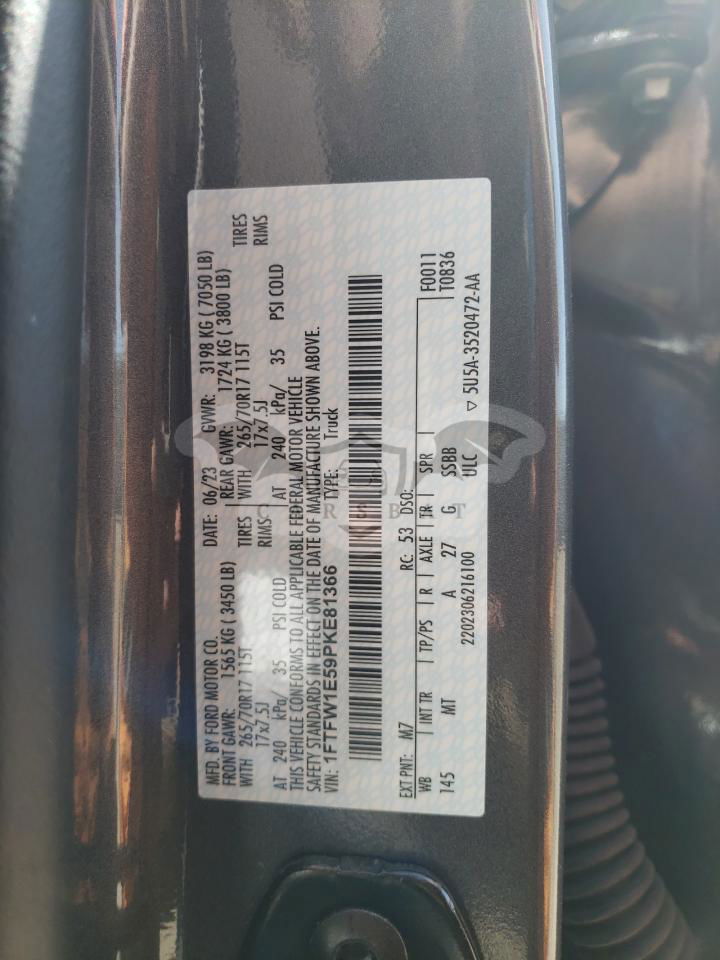 MFD. BY FORD MOTOR CO.
DATE: 06/23 GVWR: 3198 KG ( 7050 LB)
FRONT GAWR: 1565 KG ( 3450 LB) REAR GAWR: 1724 KG ( 3800 LB)
WITH 265/70R17 115T TIRES WITH 265/70R17 115T TIRES
17x7.5J RIMS 17x7.5J RIMS
AT 240 kPa/ 35 PSI COLD AT 240 kPa/ 35 PSI COLD
THIS VEHICLE CONFORMS TO ALL APPLICABLE FEDERAL MOTOR VEHICLE
SAFETY STANDARDS IN EFFECT ON THE DATE OF MANUFACTURE SHOWN ABOVE.
VIN: 1FTFW1E59PKE81366 TYPE: Truck
EXT PNT: M7 RC: 53 DSO: F0011
WB INT TR TP/PS R AXLE TR SPR T0836
145 MT A 27 G SSBB
2202306216100 ULC ▽ 5U5A-3520472-AA